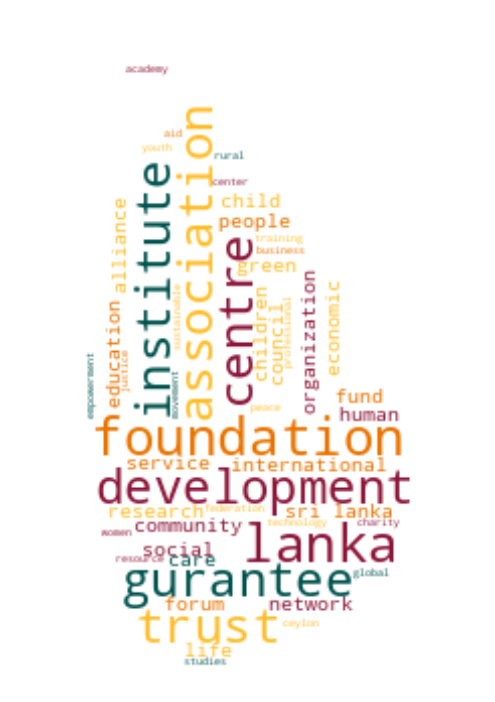 academy
aid
youth
rural
association
institute
center
child
alliance
people
centre
training
business
green
organization
economic
sustainable
children
council
professional
education
justice
empowerment
movement
peace
fund
human
foundation
service
international
development
research
federation
sri lanka
community
technology
charity
women
lanka
social
care
resource
gurantee
global
forum
network
trust
ceylon
life
studies